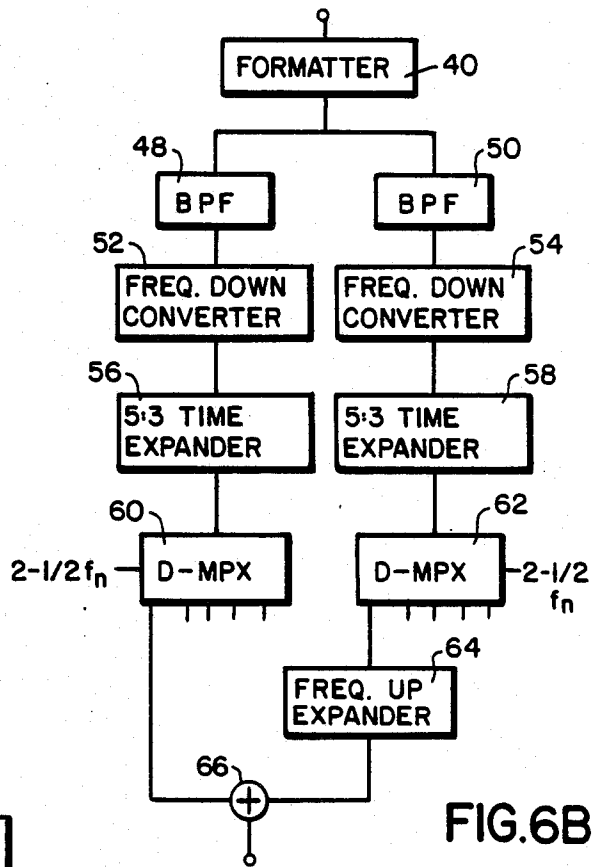 FORMATTER
40
48
50
BPF
BPF
52
54
FREQ. DOWN
CONVERTER
FREQ. DOWN
CONVERTER
56
58
5:3 TIME
EXPANDER
5:3 TIME
EXPANDER
60
62
2-1/2 fn
D-MPX
D-MPX
2-1/2
fn
64
FREQ. UP
EXPANDER
66
+
FIG.6B